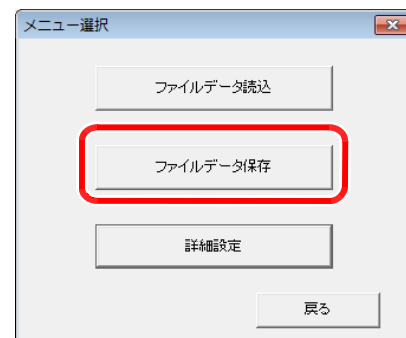 メニュー選択
ファイルデータ読込
ファイルデータ保存
詳細設定
戻る